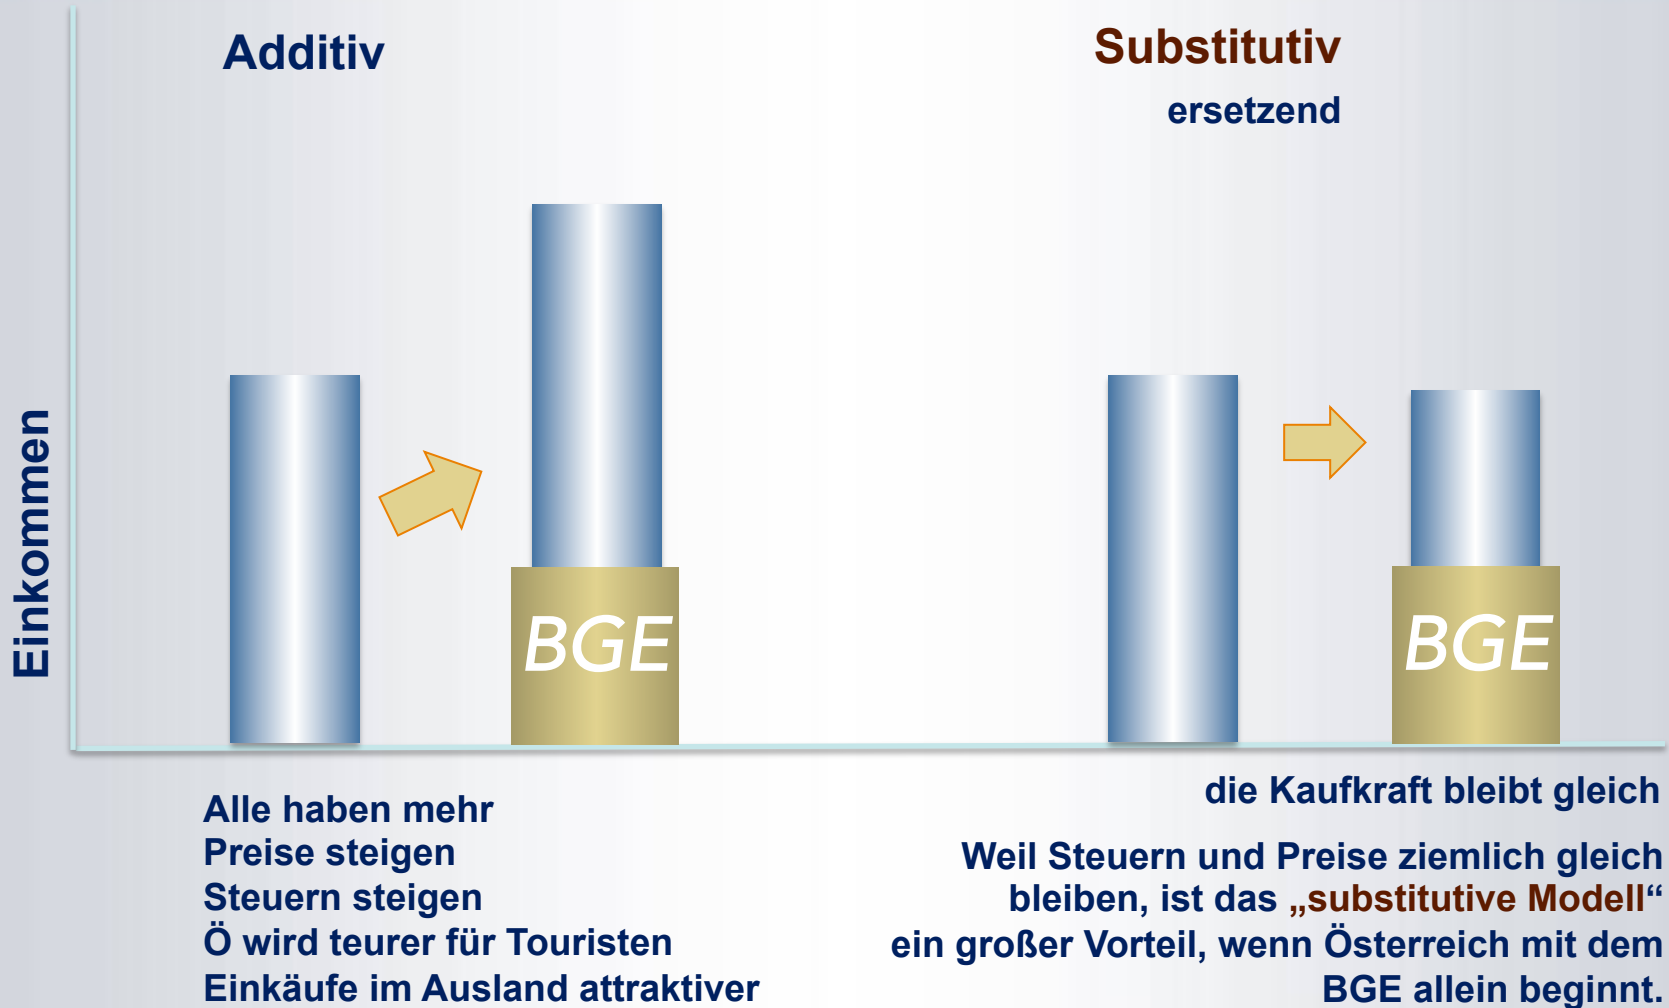 Additiv
Substitutiv
ersetzend
Einkommen
BGE
BGE
Alle haben mehr
Preise steigen
Steuern steigen
Ö wird teurer für Touristen
Einkäufe im Ausland attraktiver
die Kaufkraft bleibt gleich
Weil Steuern und Preise ziemlich gleich
bleiben, ist das „substitutive Modell“
ein großer Vorteil, wenn Österreich mit dem
BGE allein beginnt.